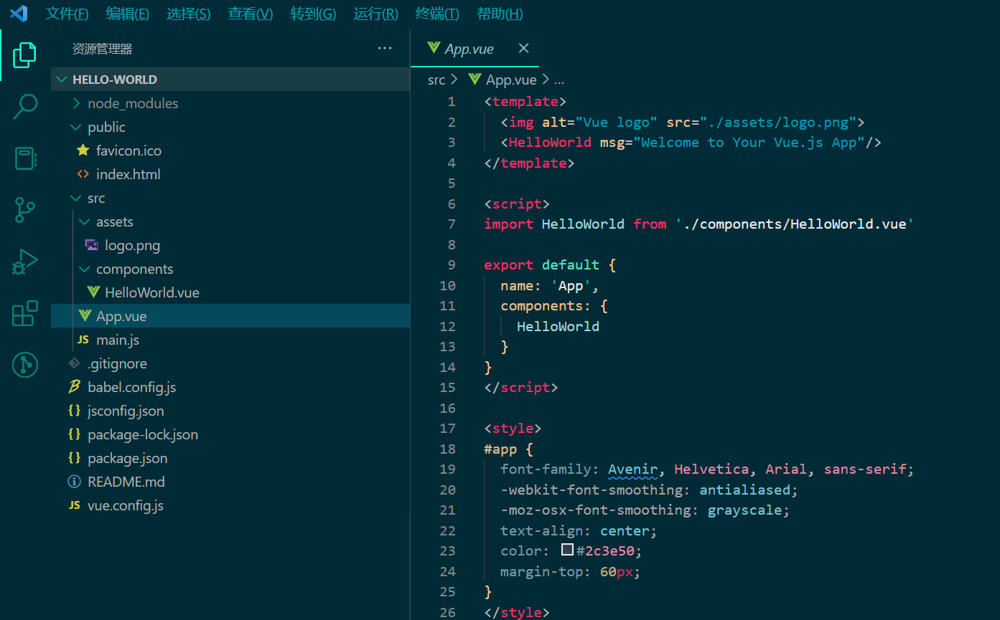 文件(F) 编辑(E) 选择(S) 查看(V) 转到(G) 运行(R) 终端(T) 帮助(H)
资源管理器 ···
HELLO-WORLD
node_modules
public
favicon.ico
index.html
src
assets
logo.png
components
HelloWorld.vue
App.vue
JS main.js
.gitignore
babel.config.js
{} jsconfig.json
{} package-lock.json
{} package.json
README.md
JS vue.config.js
App.vue
src > App.vue > ...
1 <template>
2   <img alt="Vue logo" src="./assets/logo.png">
3   <HelloWorld msg="Welcome to Your Vue.js App"/>
4 </template>
5
6 <script>
7 import HelloWorld from './components/HelloWorld.vue'
8
9 export default {
10   name: 'App',
11   components: {
12     HelloWorld
13   }
14 }
15 </script>
16
17 <style>
18 #app {
19   font-family: Avenir, Helvetica, Arial, sans-serif;
20   -webkit-font-smoothing: antialiased;
21   -moz-osx-font-smoothing: grayscale;
22   text-align: center;
23   color: #2c3e50;
24   margin-top: 60px;
25 }
26 </style>